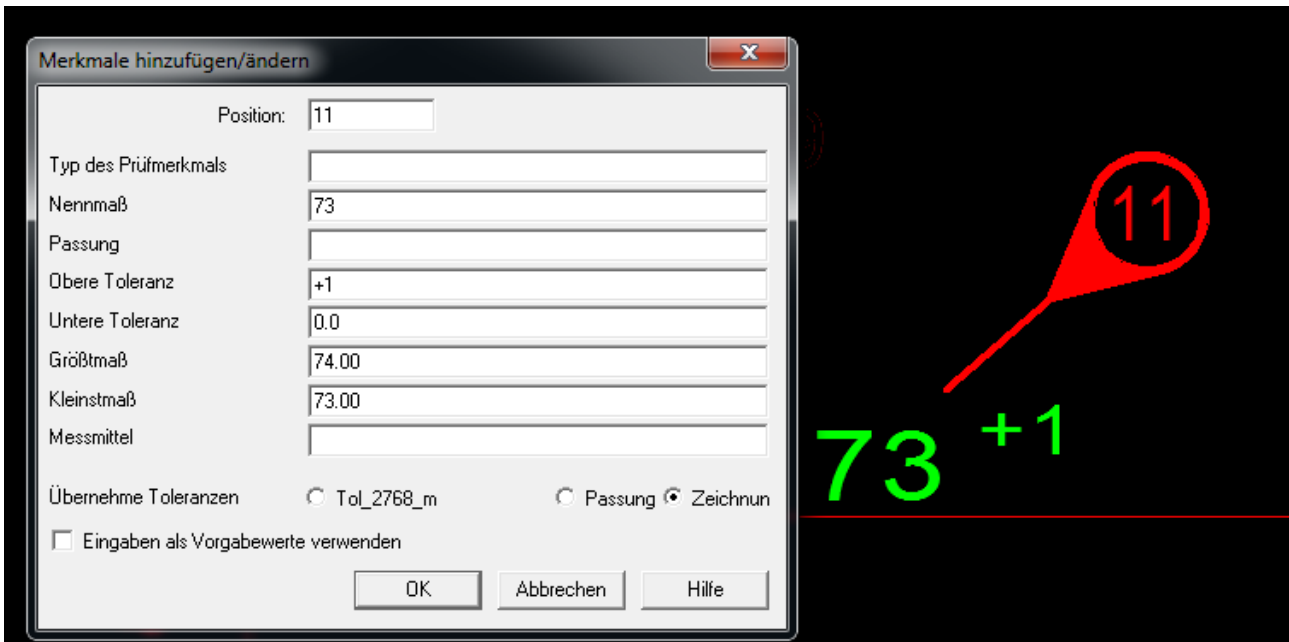 Merkmale hinzufügen/ändern
Position: 11
Typ des Prüfmerkmals
Nennmaß 73
Passung
Obere Toleranz +1
Untere Toleranz 0.0
Größtmaß 74.00
Kleinstmaß 73.00
Messmittel
Übernehme Toleranzen Tol_2768_m Passung Zeichnun
Eingaben als Vorgabewerte verwenden
OK Abbrechen Hilfe
11
73 +1